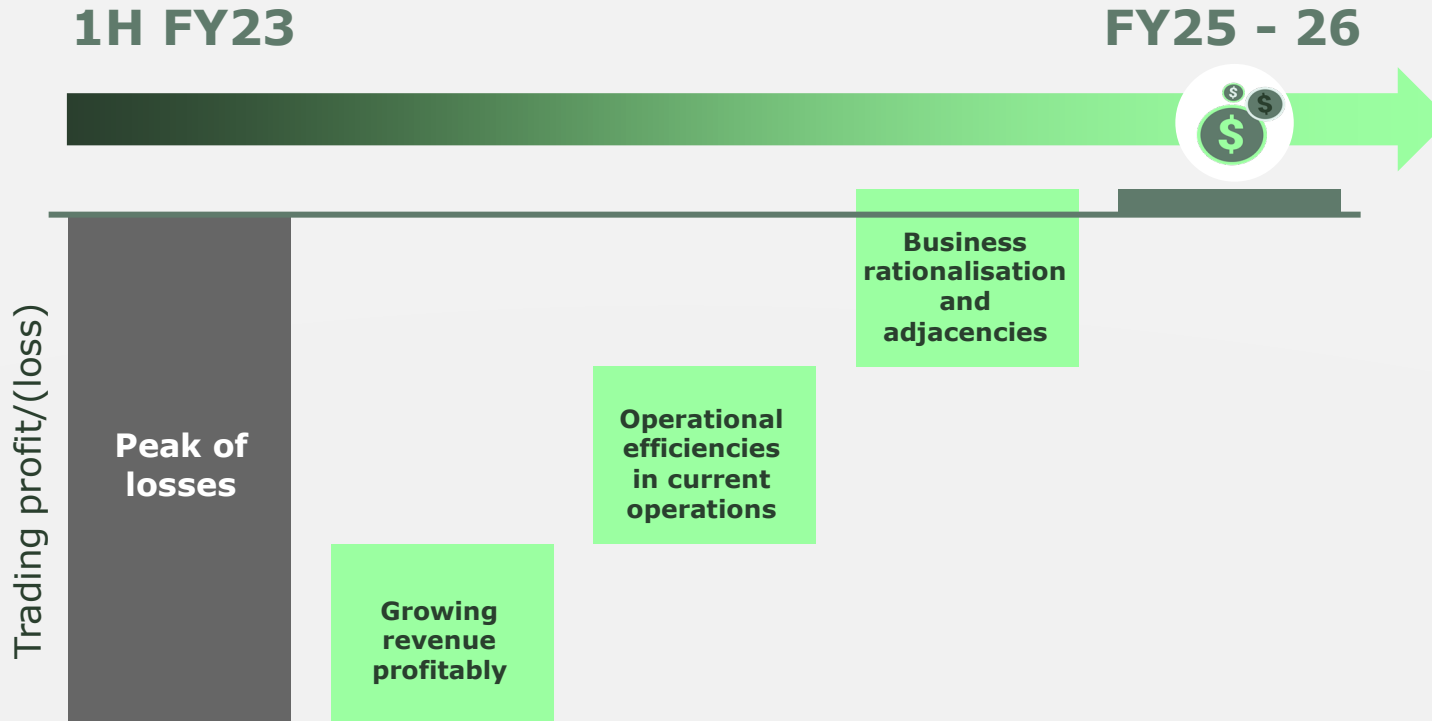 1H FY23
FY25 - 26
$
$
$
Trading profit/(loss)
Peak of
losses
Growing
revenue
profitably
Operational
efficiencies
in current
operations
Business
rationalisation
and
adjacencies